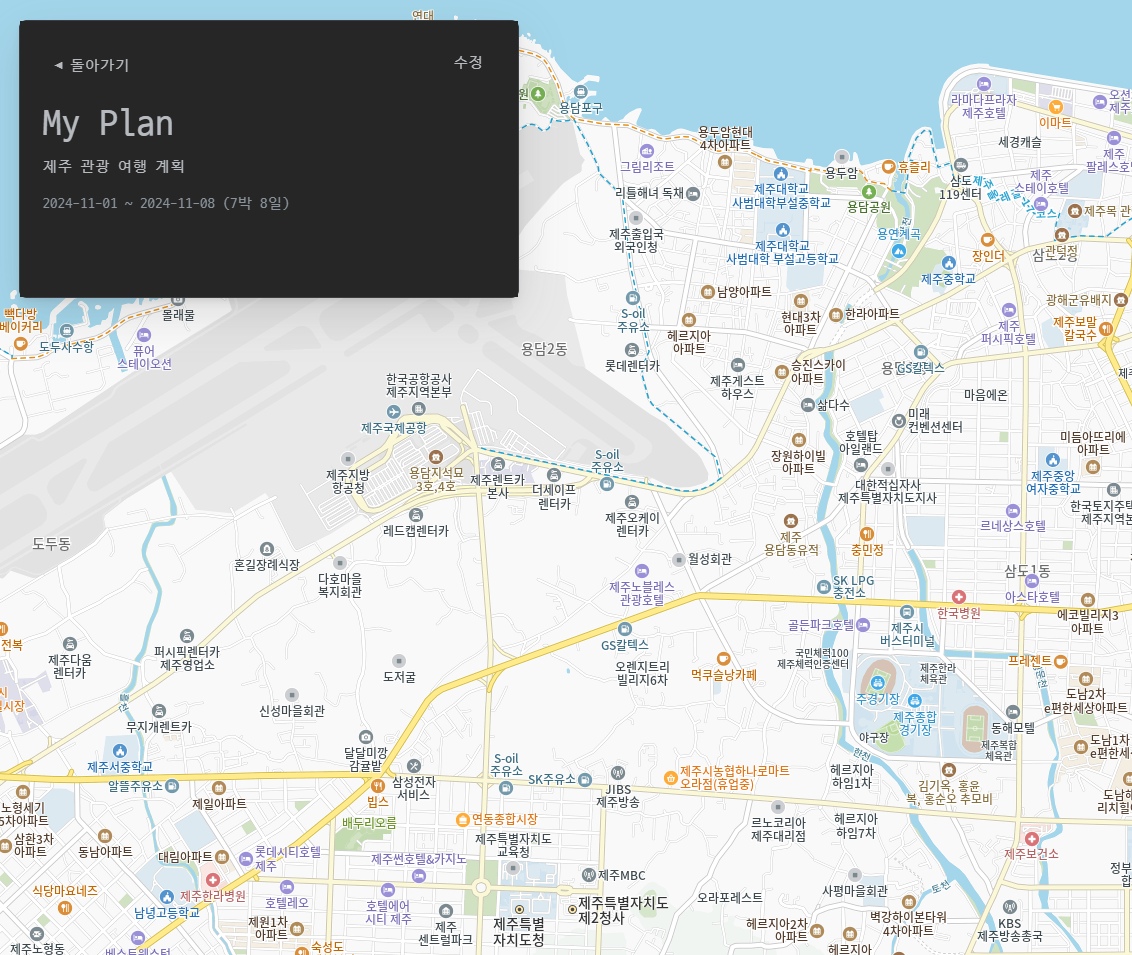 연대
◂ 돌아가기
수정
My Plan
제주 관광 여행 계획
2024-11-01 ~ 2024-11-08 (7박 8일)
원
용담포구
라마다프라자
제주호텔
이마트
오션
제주
세경캐슬
제주
팔레스호
용두암현대
4차아파트
그림리조트
용두암
휴즐리
삼토
119센터
제주
스테이호텔
리틀해녀 독채
제주대학교
사범대학부설중학교
용담공원
제주목 관
제주출입국
외국인청
제주대학교
사범대학 부설고등학교
용연계곡
장인더
관덕정
제주중학교
남양아파트
현대3차
아파트
한라아파트
광해군유배지
제주
퍼시픽호텔
제주보말
칼국수
몰래물
빽다방
베이커리
도두사수항
퓨어
스테이오션
S-oil
주유소
헤르지아
아파트
용담2동
롯데렌터카
제주게스트
하우스
승진스카이
아파트
GS칼텍스
마음에온
한국공항공사
제주지역본부
제주국제공항
삶다수
미래
컨벤션센터
호텔탑
아일랜드
미듬아뜨리에
아파트
제주지방
항공청
용담지석묘
3호,4호
제주렌트카
본사
더세이프
렌터카
S-oil
주유소
장원하이빌
아파트
대한적십자사
제주특별자치도지사
제주중앙
여자중학교
한국토지주택
제주지역본
레드캡렌터카
제주오케이
렌터카
르네상스호텔
제주
용담동유적
충민정
도두동
혼길장례식장
다호마을
복지회관
월성회관
제주노블레스
관광호텔
SK LPG
충전소
삼도1동
아스타호텔
한국병원
에코빌리지3
아파트
골든파크호텔
제주시
버스터미널
전복
제주다움
렌터카
퍼시픽렌터카
제주영업소
GS칼텍스
도저굴
오렌지트리
빌리지6차
먹쿠슬낭카페
국민체력100
제주체력인증센터
제주한라
체육관
프레젠트
주경기장
제주종합
경기장
도남2차
e편한세상아파트
신성마을회관
무지개렌트카
동해모텔
야구장
제주복합
체육관
한천
도남1차
e편한세
제주서중학교
달달미깡
감귤밭
삼성전자
서비스
S-oil
주유소
SK주유소
JIBS
제주방송
제주시농협하나로마트
오라점(휴업중)
헤르지아
하임1차
김기옥, 홍윤
복, 홍순오 추모비
알뜰주유소
빕스
제일아파트
노형세기
5차아파트
배두리오름
연동종합시장
르노코리아
제주대리점
헤르지아
하임7차
삼환3차
아파트
동남아파트
대림아파트
롯데시티호텔
제주
제주특별자치도
교육청
제주썬호텔&카지노
제주보건소
제주한라병원
제주MBC
식당마요네즈
호텔레오
호텔에어
시티 제주
오라포레스트
사평마을회관
토천
남녕고등학교
제원1차
아파트
제주
센트럴파크
제주특별
자치도청
제주특별자치도
제2청사
헤르지아2차
아파트
벽강하이본타워
4차아파트
KBS
제주방송총국
제주노형동
베스트웨스턴
숙성도
헤르지아